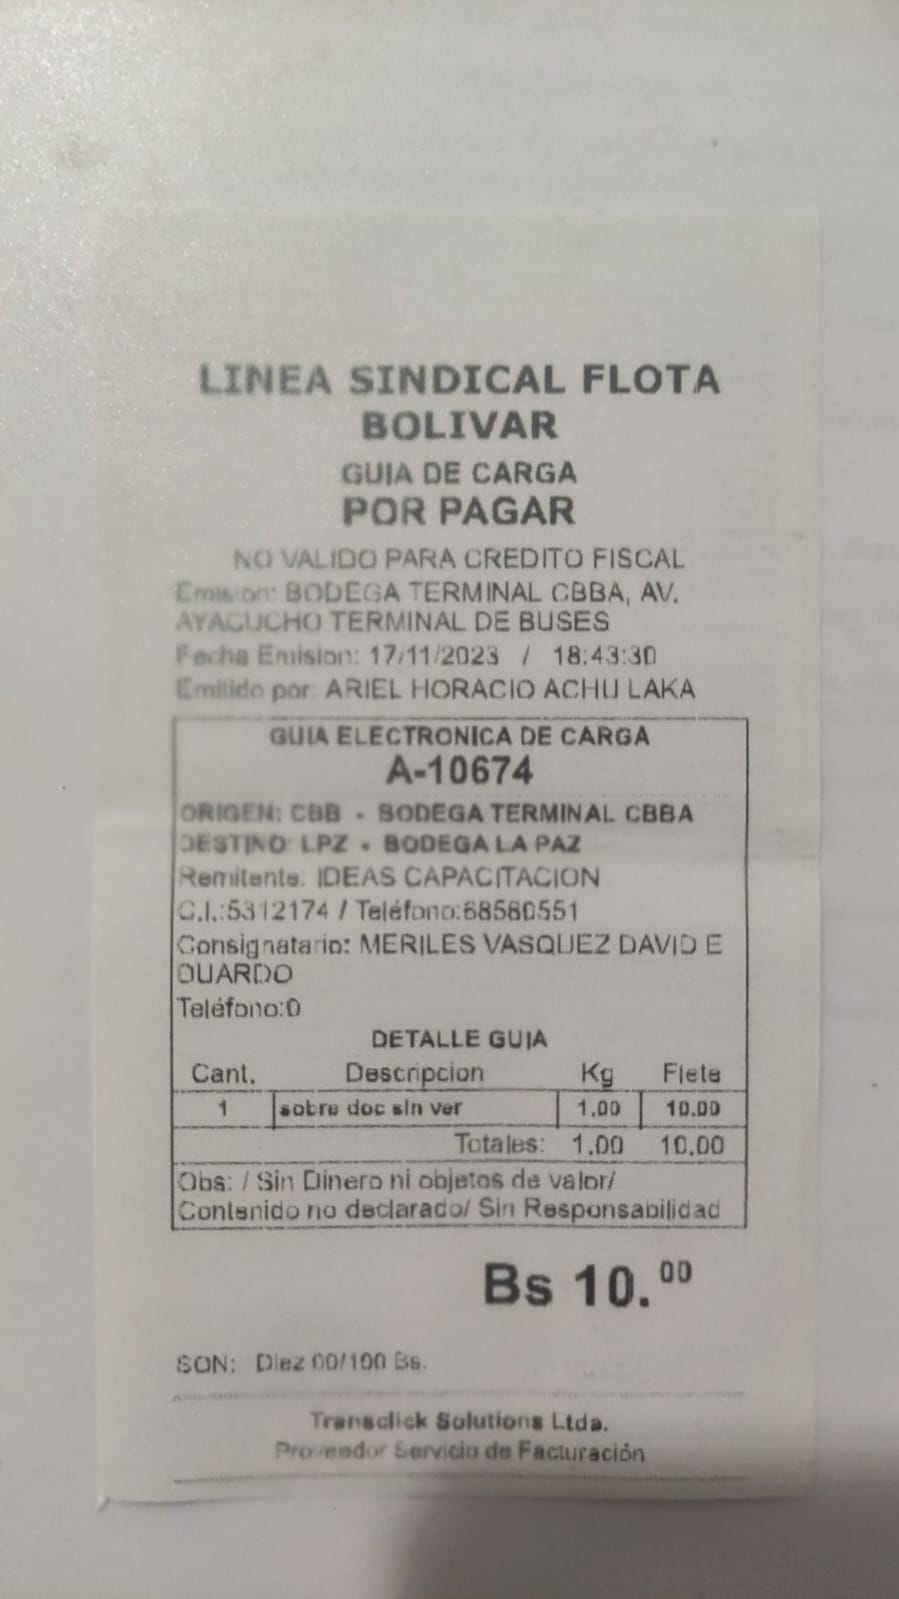 LINEA SINDICAL FLOTA
BOLIVAR
GUIA DE CARGA
POR PAGAR
NO VALIDO PARA CREDITO FISCAL
Emision: BODEGA TERMINAL CBBA, AV.
AYACUCHO TERMINAL DE BUSES
Fecha Emision: 17/11/2023 / 18:43:30
Emitido por: ARIEL HORACIO ACHU LAKA
GUIA ELECTRONICA DE CARGA
A-10674
ORIGEN: CBB - BODEGA TERMINAL CBBA
DESTINO: LPZ - BODEGA LA PAZ
Remitente: IDEAS CAPACITACION
C.I.:5312174 / Teléfono:68580551
Consignatario: MERILES VASQUEZ DAVID E
DUARDO
Teléfono:0
DETALLE GUIA
Cant. Descripcion Kg Flete
1 sobre doc sin ver 1.00 10.00
Totales: 1.00 10.00
Obs: / Sin Dinero ni objetos de valor/
Contenido no declarado/ Sin Responsabilidad
Bs 10.00
SON: Diez 00/100 Bs.
Transclick Solutions Ltda.
Proveedor Servicio de Facturación